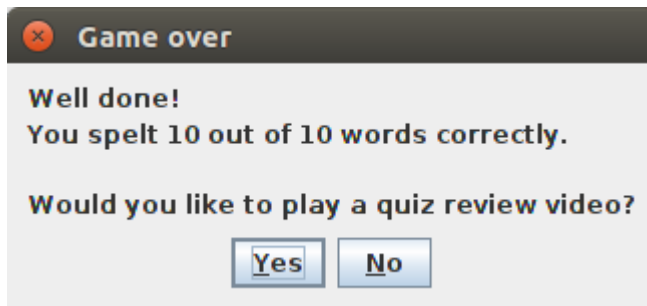 Game over
Well done!
You spelt 10 out of 10 words correctly.
Would you like to play a quiz review video?
Yes No